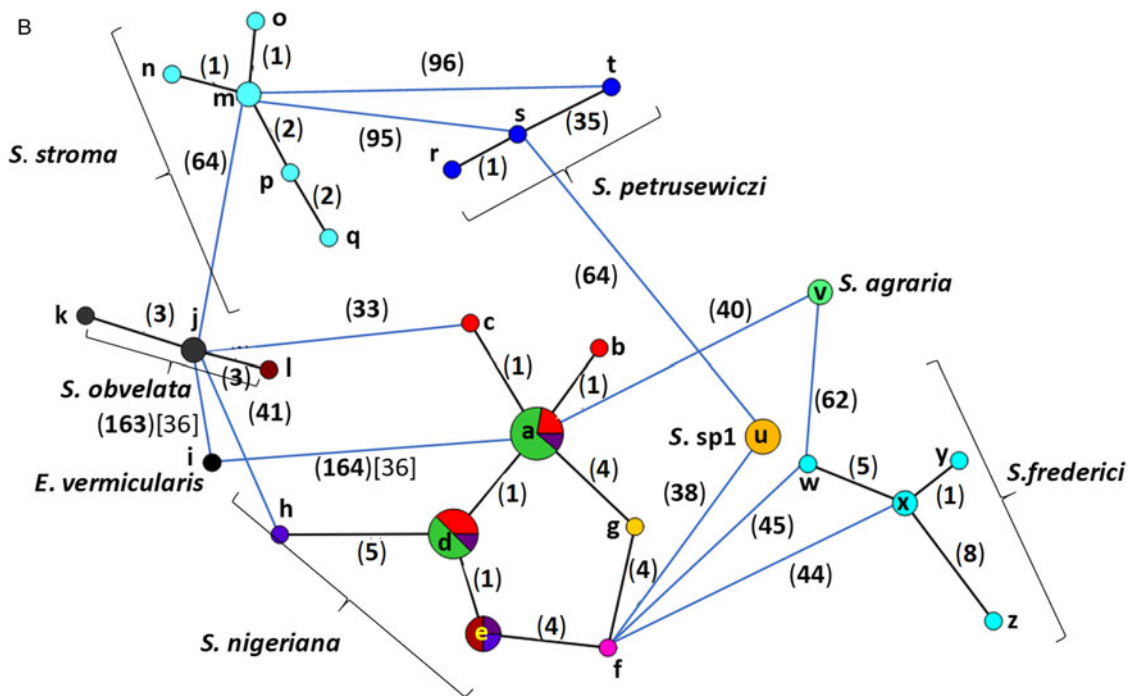 B
o
n
(1)
(1)
m
(96)
t
s
(2)
(95)
(35)
S. stroma
(64)
r
(1)
p
(2)
S. petrusewiczi
q
(64)
v
S. agraria
(40)
k
(3)
j
(33)
c
b
(1)
(1)
l
(3)
S. obvelata
(41)
(62)
(163)[36]
a
S. sp1
u
i
(164)[36]
E. vermicularis
(4)
(5)
y
S.frederici
(1)
w
(1)
(38)
x
h
g
(45)
d
(5)
(8)
(4)
(44)
(1)
z
S. nigeriana
e
(4)
f